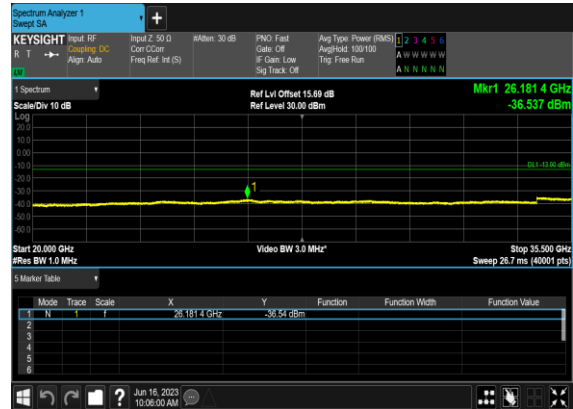 Spectrum Analyzer 1
Swept SA
+
KEYSIGHT Input: RF Input Z: 50 Ω #Atten: 30 dB PNO: Fast Avg Type: Power (RMS) 1 2 3 4 5 6
R T Coupling: DC Corr CCorr Gate: Off Avg|Hold: 100/100 A W W W W W
Align: Auto Freq Ref: Int (S) IF Gain: Low Trig: Free Run
Sig Track: Off A N N N N N
1 Spectrum Ref Lvl Offset 15.69 dB Mkr1 26.181 4 GHz
Scale/Div 10 dB Ref Level 30.00 dBm -36.537 dBm
Log
20.0
10.0
0.00
-10.0 DL1 -13.00 dBm
-20.0
-30.0 1
-40.0
-50.0
-60.0
Start 20.000 GHz Video BW 3.0 MHz* Stop 35.500 GHz
#Res BW 1.0 MHz Sweep 26.7 ms (40001 pts)
5 Marker Table
Mode Trace Scale X Y Function Function Width Function Value
1 N 1 f 26.181 4 GHz -36.54 dBm
2
3
4
5
6
? Jun 16, 2023
10:06:00 AM